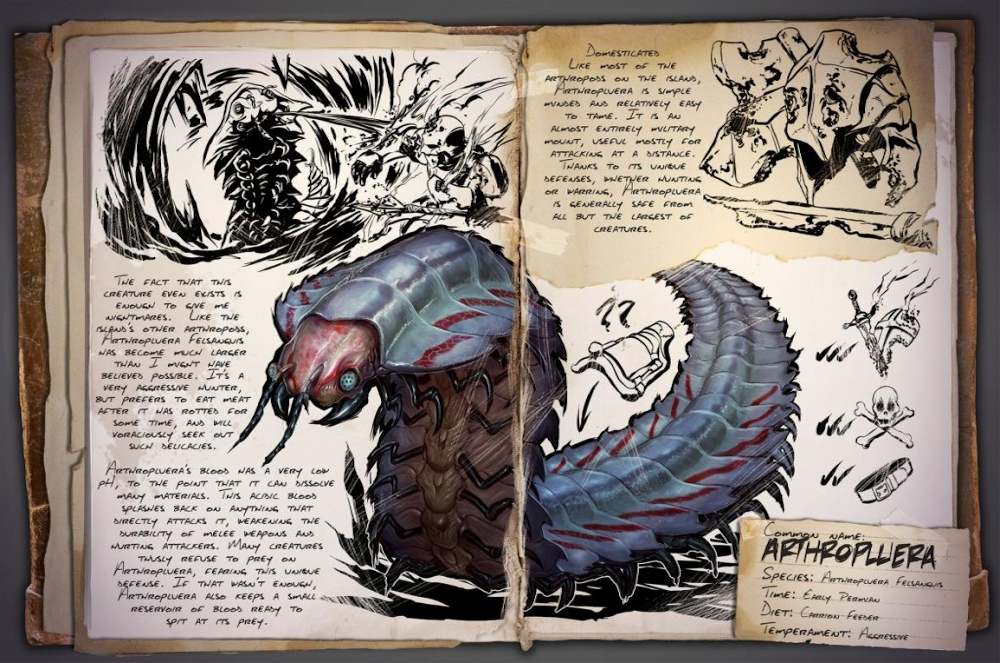 The fact that this
creature even exists is
enough to give me
nightmares. Like the
island's other arthropods,
Arthropluera Felsanguis
has become much larger
than I might have
believed possible. It's a
very aggressive hunter,
but prefers to eat meat
after it has rotted for
some time, and will
voraciously seek out
such delicacies.
Arthropluera's blood has a very low
pH, to the point that it can dissolve
many materials. This acidic blood
splashes back on anything that
directly attacks it, weakening the
durability of melee weapons and
hurting attackers. Many creatures
thusly refuse to prey on
Arthropluera, fearing this unique
defense. If that wasn't enough,
Arthropluera also keeps a small
reservoir of blood ready to
spit at its prey.
Domesticated
Like most of the
arthropods on the island,
Arthropluera is simple
minded and relatively easy
to tame. It is an
almost entirely military
mount, useful mostly for
attacking at a distance.
Thanks to its unique
defenses, whether hunting
or warring, Arthropluera
is generally safe from
all but the largest of
creatures.
??
Common name:
ARTHROPLUERA
Species: Arthropluera Felsanguis
Time: Early Permian
Diet: Carrion Feeder
Temperament: Aggressive